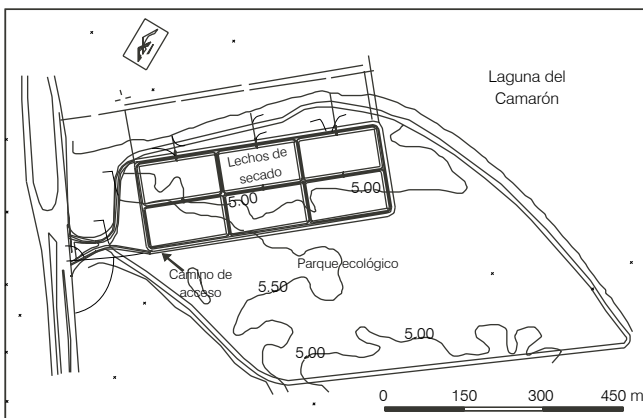 Laguna del
Camarón
Lechos de
secado
5.00
5.00
Parque ecológico
Camino de
acceso
5.50
5.00
5.00
0 150 300 450 m